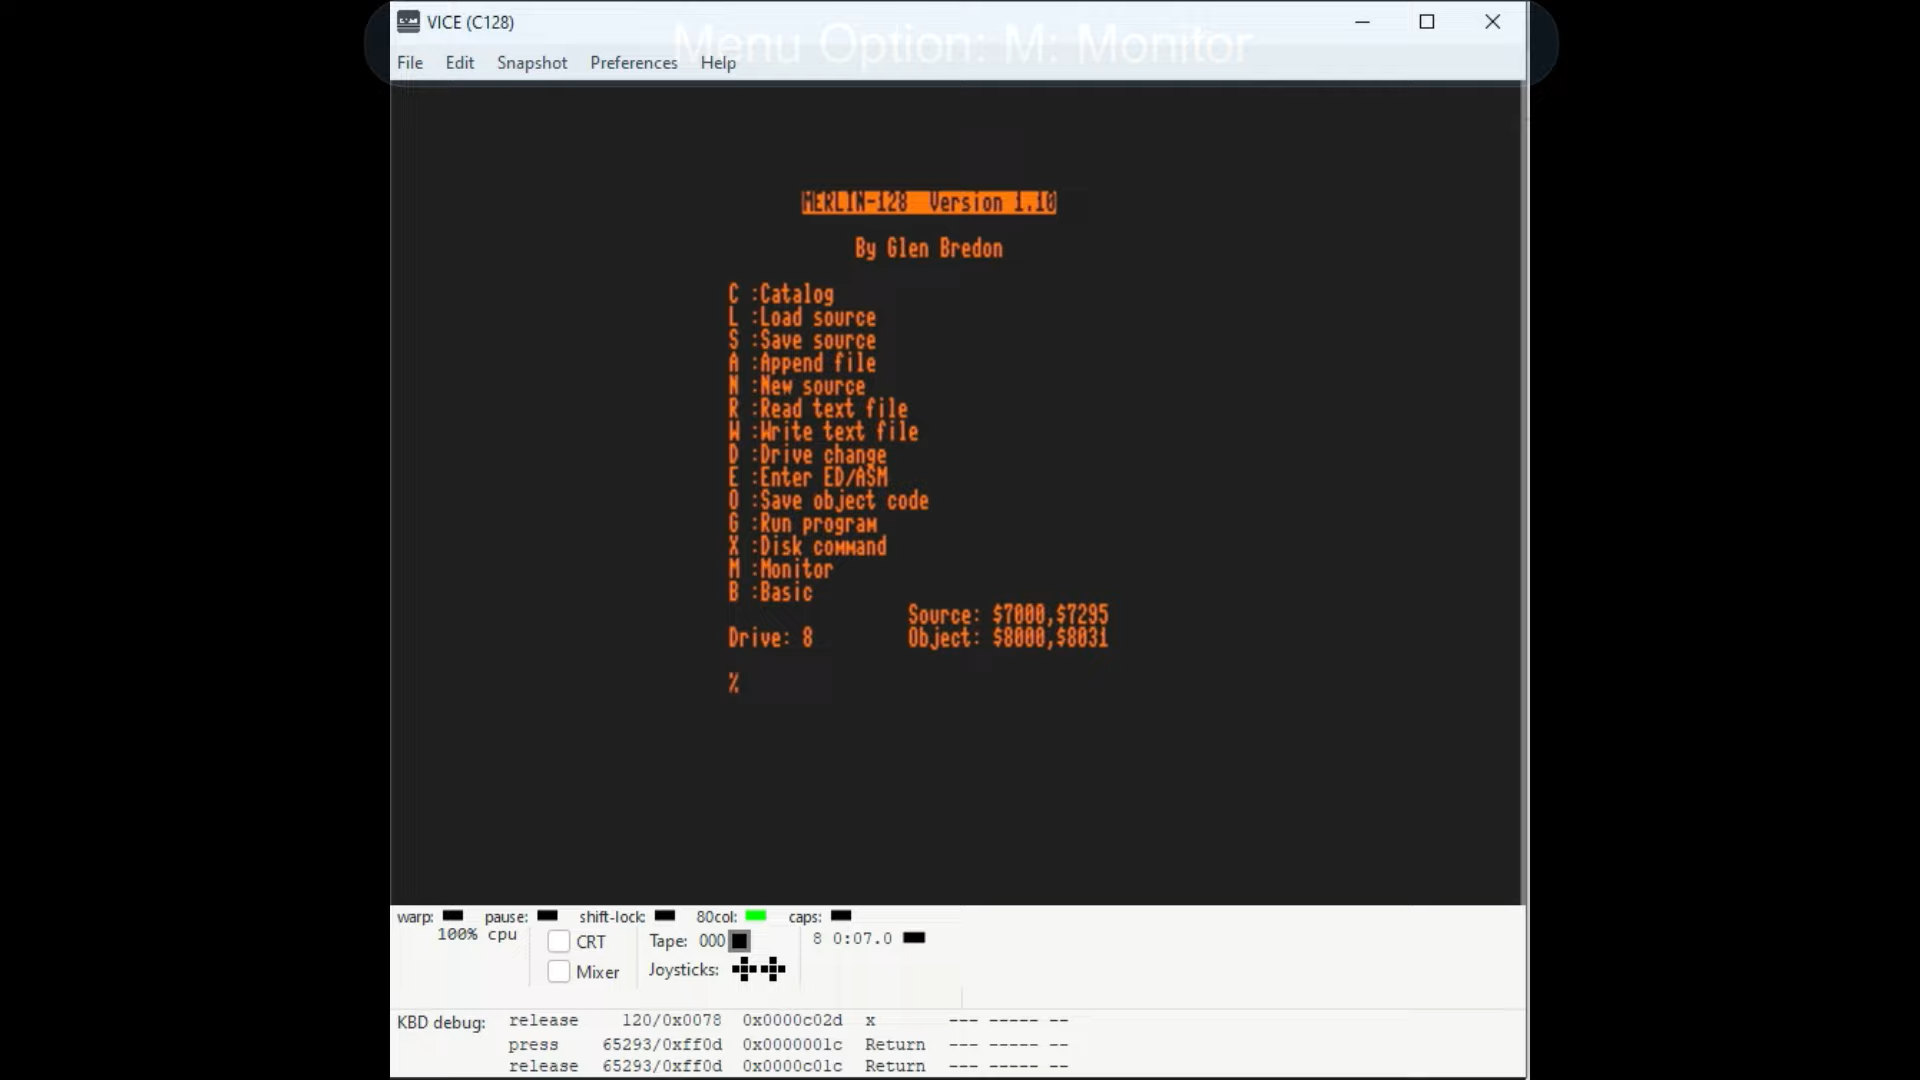 VICE (C128)
Menu Option: M: Monitor
File Edit Snapshot Preferences Help
MERLIN-128 Version 1.10
By Glen Bredon
C :Catalog
L :Load source
S :Save source
A :Append file
N :New source
R :Read text file
W :Write text file
D :Drive change
E :Enter ED/ASM
O :Save object code
G :Run program
X :Disk command
M :Monitor
B :Basic
Source: $7000,$7295
Drive: 8 Object: $8000,$8031
%
warp: pause: shift-lock: 80col: caps:
100% cpu CRT Tape: 000 8 0:07.0
Mixer Joysticks:
KBD debug: release 120/0x0078 0x0000c02d x --- ----- --
press 65293/0xff0d 0x0000001c Return --- ----- --
release 65293/0xff0d 0x0000c01c Return --- ----- --